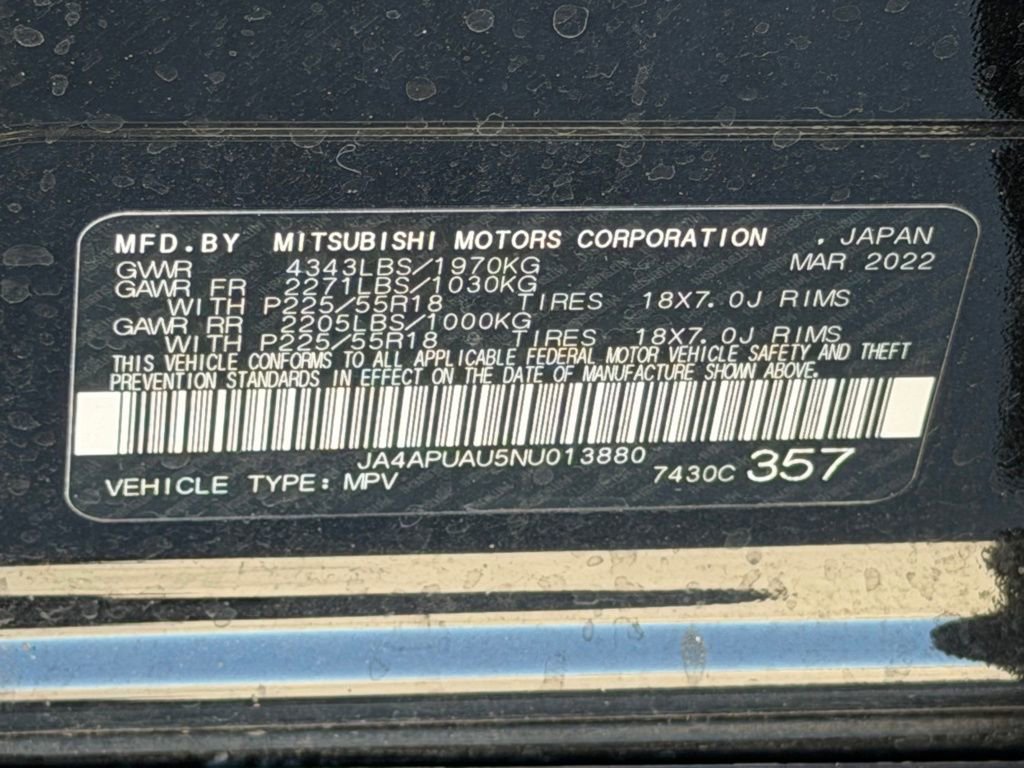 MFD.BY MITSUBISHI MOTORS CORPORATION . JAPAN
GVWR 4343LBS/1970KG MAR 2022
GAWR FR 2271LBS/1030KG
WITH P225/55R18 TIRES 18X7.0J RIMS
GAWR RR 2205LBS/1000KG
WITH P225/55R18 TIRES 18X7.0J RIMS
THIS VEHICLE CONFORMS TO ALL APPLICABLE FEDERAL MOTOR VEHICLE SAFETY AND THEFT
PREVENTION STANDARDS IN EFFECT ON THE DATE OF MANUFACTURE SHOWN ABOVE.
JA4APUAU5NU013880
VEHICLE TYPE: MPV 7430C 357